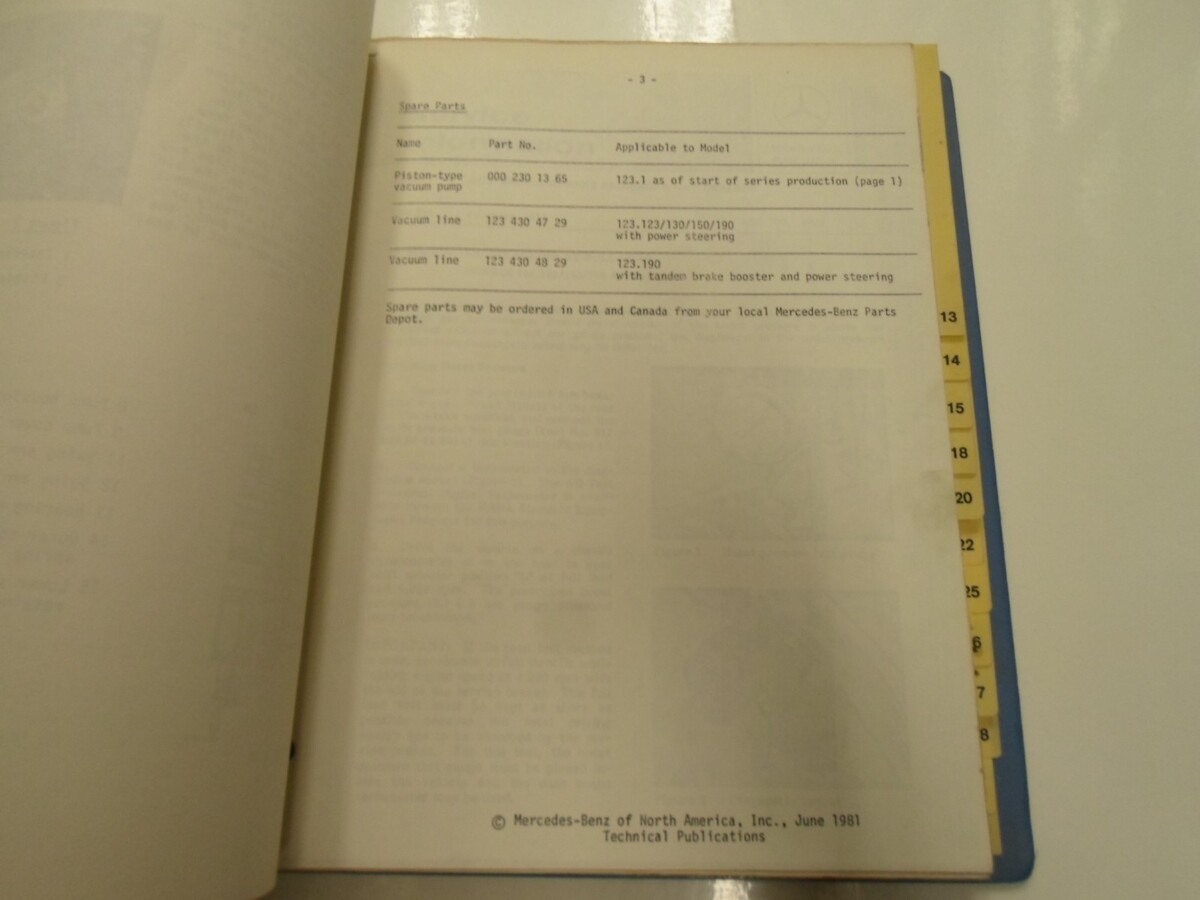 - 3 -
Spare Parts
Name Part No. Applicable to Model
Piston-type 000 230 13 65 123.1 as of start of series production (page 1)
vacuum pump
Vacuum line 123 430 47 29 123.123/130/150/190
with power steering
Vacuum line 123 430 48 29 123.190
with tandem brake booster and power steering
Spare parts may be ordered in USA and Canada from your local Mercedes-Benz Parts
Depot.
13
14
15
18
20
22
25
6
7
8
© Mercedes-Benz of North America, Inc., June 1981
Technical Publications